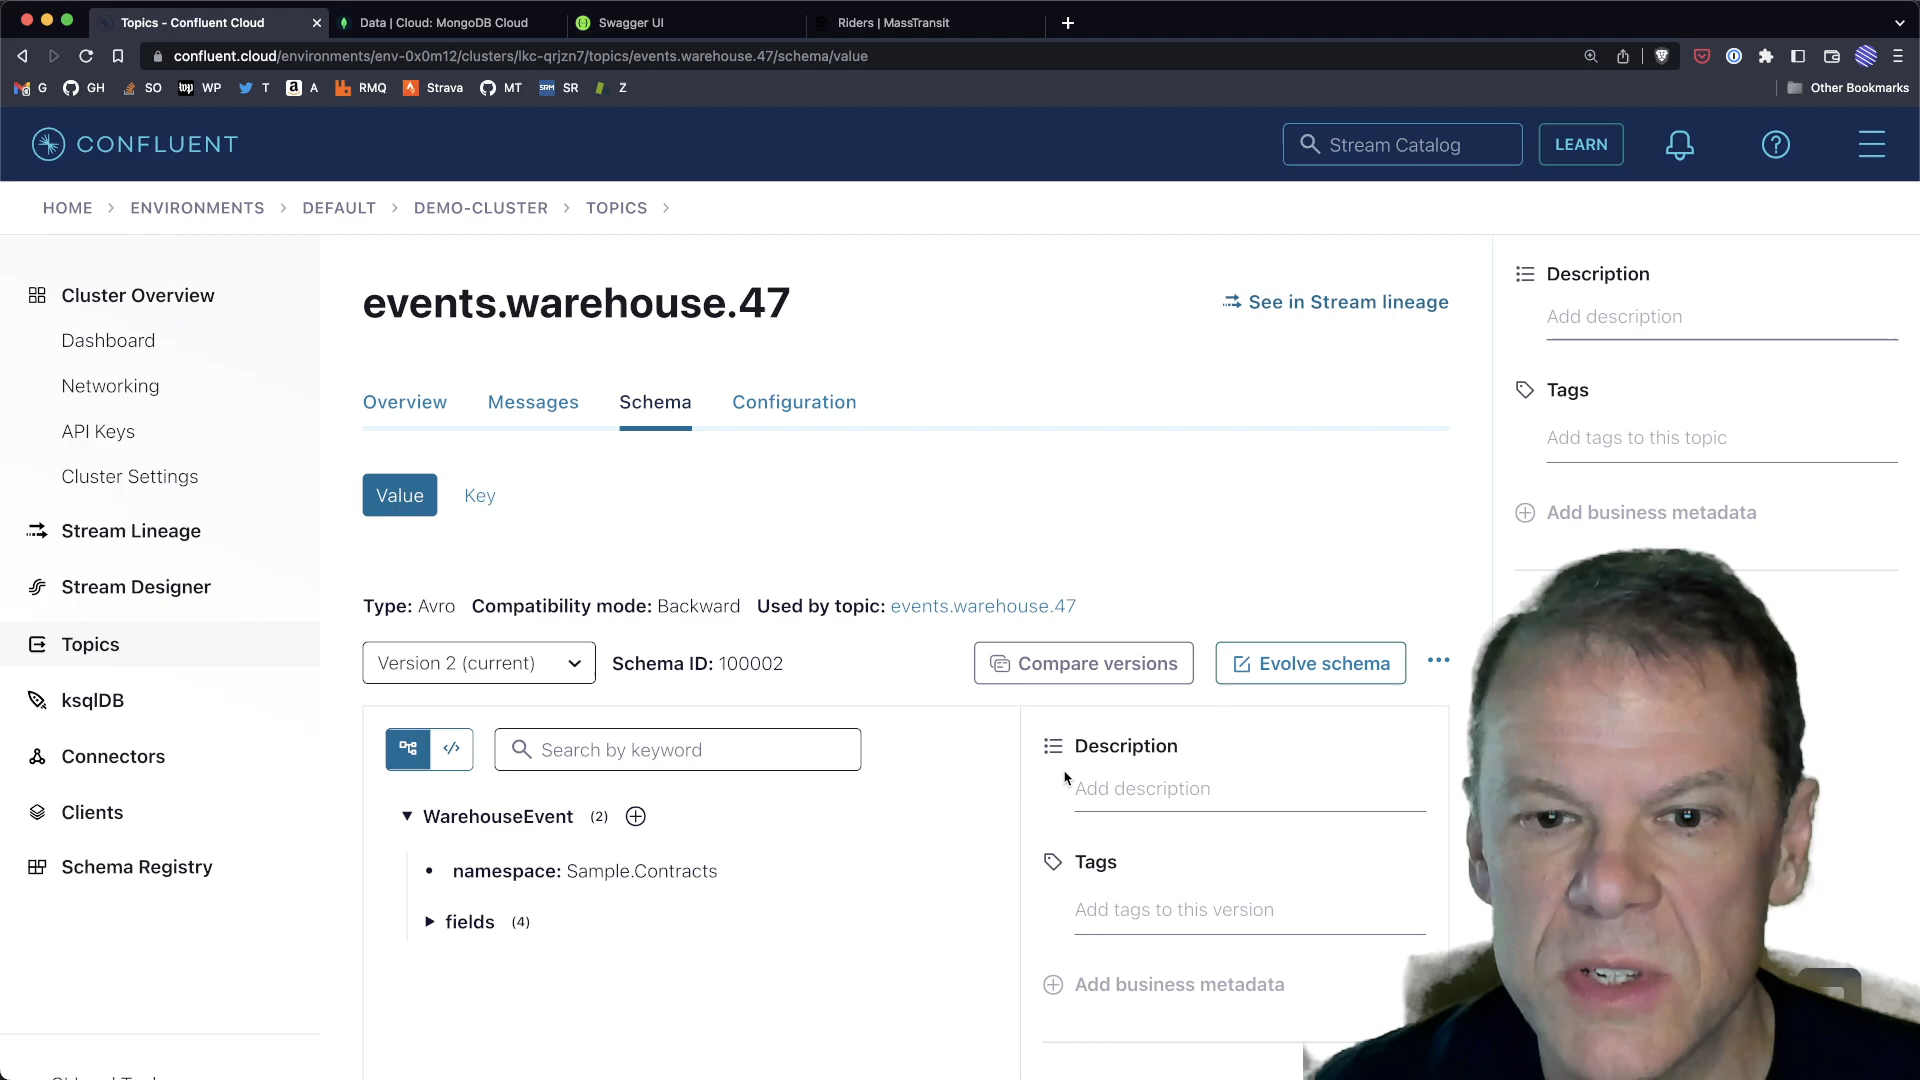 Topics - Confluent Cloud
Data | Cloud: MongoDB Cloud
Swagger UI
Riders | MassTransit
confluent.cloud/environments/env-0x0m12/clusters/lkc-qrjzn7/topics/events.warehouse.47/schema/value
G GH SO WP T A RMQ Strava MT SR Z Other Bookmarks
CONFLUENT
Stream Catalog
LEARN
HOME > ENVIRONMENTS > DEFAULT > DEMO-CLUSTER > TOPICS >
Cluster Overview
Dashboard
Networking
API Keys
Cluster Settings
Stream Lineage
Stream Designer
Topics
ksqlDB
Connectors
Clients
Schema Registry
events.warehouse.47
See in Stream lineage
Overview Messages Schema Configuration
Value Key
Type: Avro Compatibility mode: Backward Used by topic: events.warehouse.47
Version 2 (current) Schema ID: 100002 Compare versions Evolve schema
Search by keyword
WarehouseEvent (2)
namespace: Sample.Contracts
fields (4)
Description
Add description
Tags
Add tags to this version
Add business metadata
Description
Add description
Tags
Add tags to this topic
Add business metadata